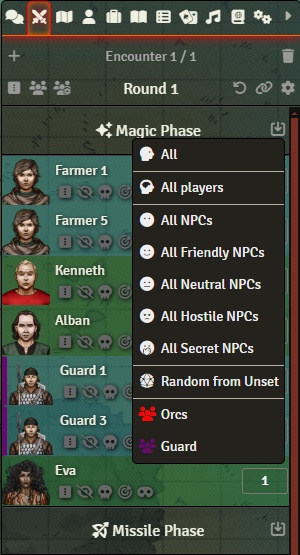 Encounter 1 / 1
Round 1
Magic Phase
All
Farmer 1
All players
Farmer 5
All NPCs
All Friendly NPCs
Kenneth
All Neutral NPCs
Alban
All Hostile NPCs
All Secret NPCs
Guard 1
Random from Unset
Orcs
Guard 3
Guard
Eva
1
Missile Phase